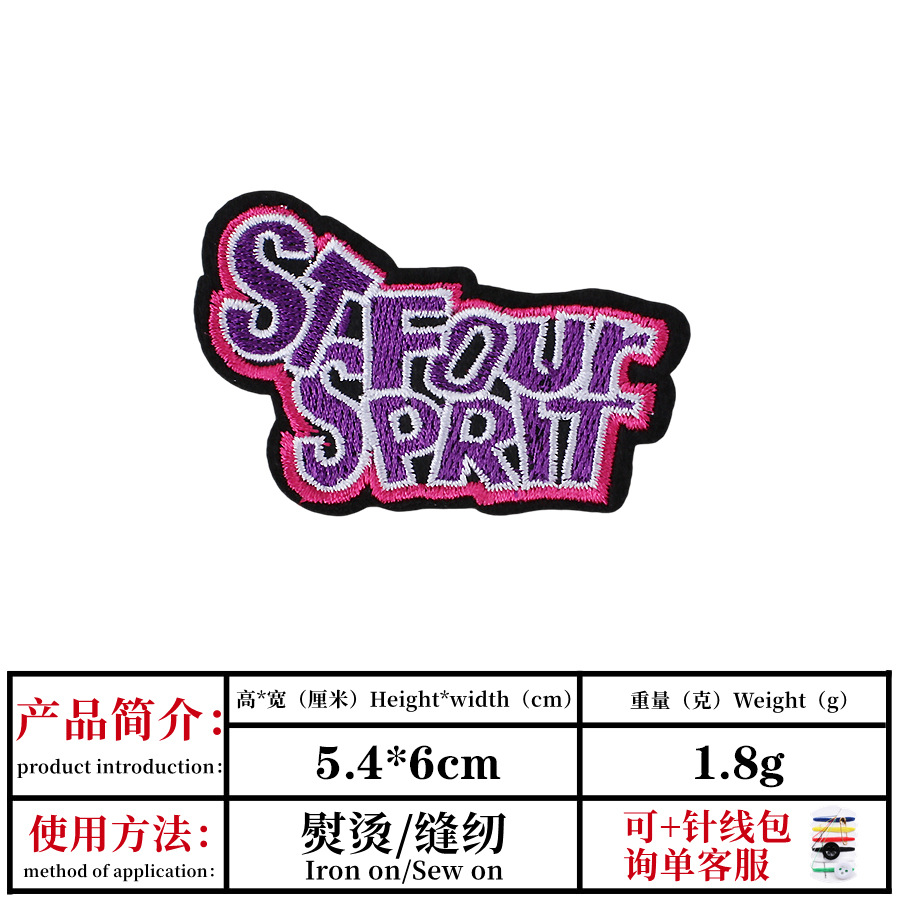 STAFOUr
SPRIT
产品简介：
product introduction:
高*宽（厘米）Height*width（cm）
重量（克）Weight（g）
5.4*6cm
1.8g
使用方法：
method of application:
熨烫/缝纫
Iron on/Sew on
可+针线包
询单客服